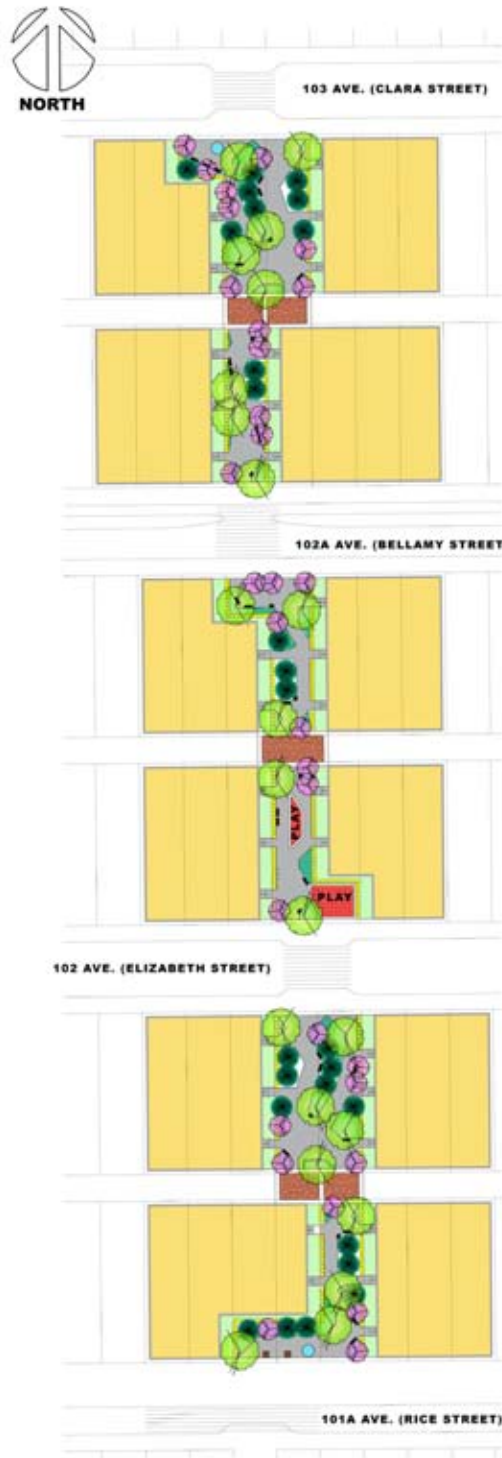 NORTH
103 AVE. (CLARA STREET)
102A AVE. (BELLAMY STREET
PLAY
PLAY
102 AVE. (ELIZABETH STREET)
101A AVE. (RICE STREET)